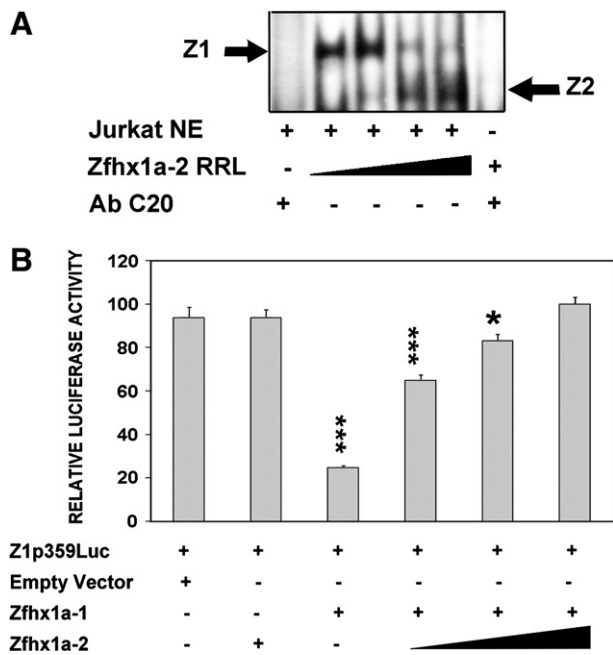 A
Z1
Z2
Jurkat NE + + + + + -
Zfhx1a-2 RRL - +
Ab C20 + - - - - +
B
RELATIVE LUCIFERASE ACTIVITY
120
100
80
60
40
20
0
***
***
*
Z1p359Luc + + + + + +
Empty Vector + - - - - -
Zfhx1a-1 - - + + + +
Zfhx1a-2 - + -